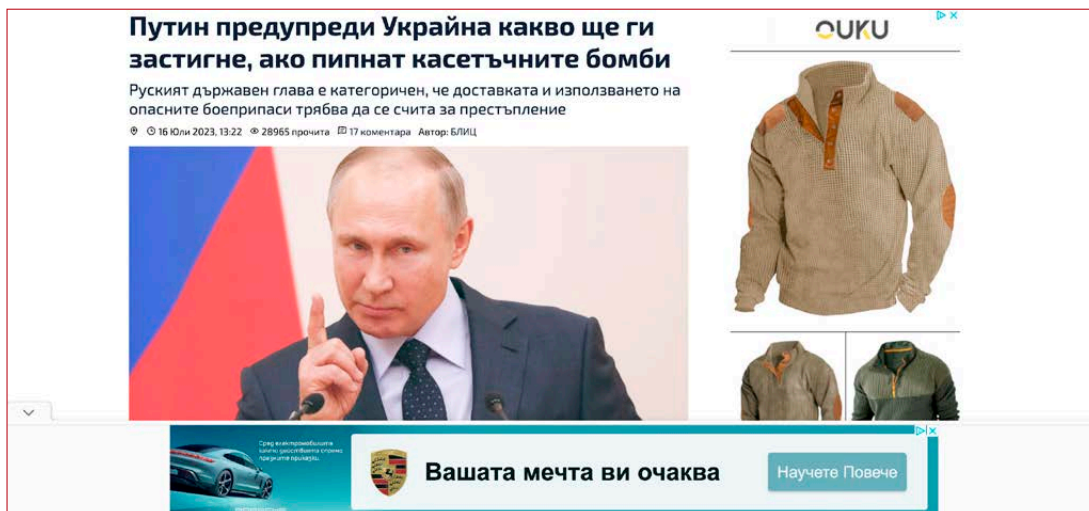 Путин предупреди Украйна какво ще ги
застигне, ако пипнат касетъчните бомби
Руският държавен глава е категоричен, че доставката и използването на
опасните боеприпаси трябва да се счита за престъпление
16 Юли 2023, 13:22 28965 прочита 17 коментара Автор: БЛИЦ
OUKU
Вашата мечта ви очаква
Научете Повече